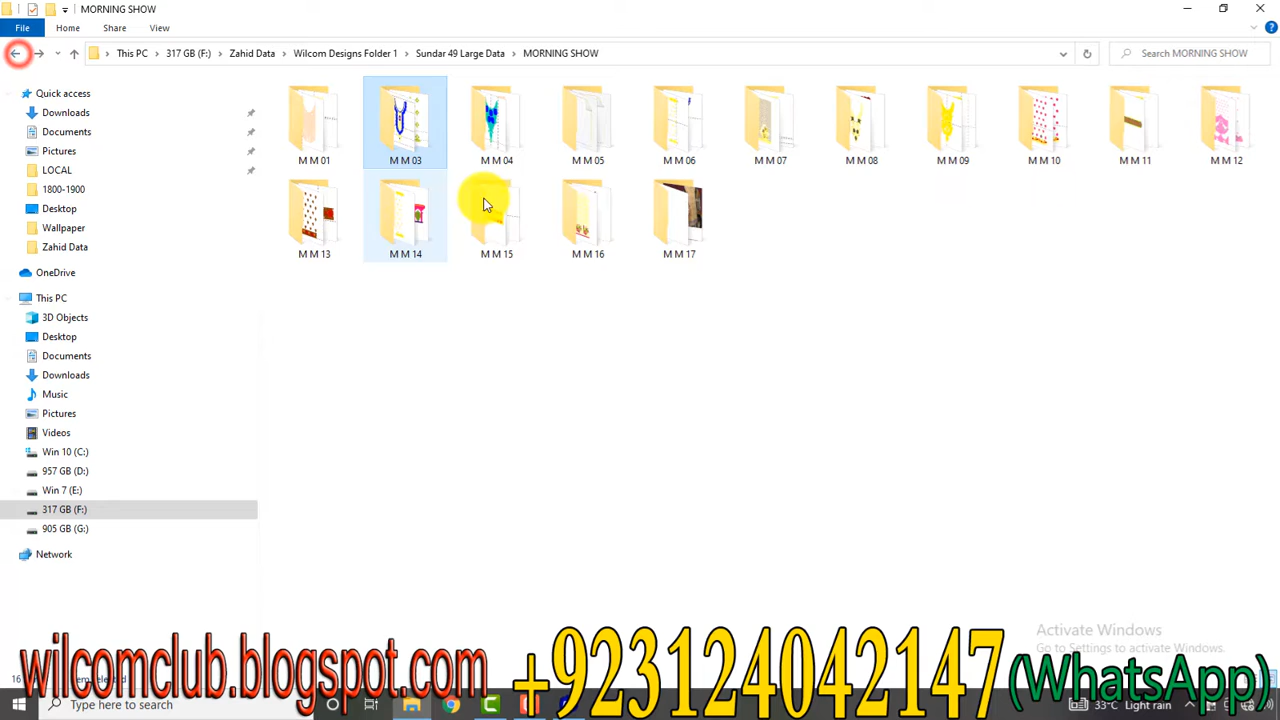 MORNING SHOW
File Home Share View
This PC > 317 GB (F:) > Zahid Data > Wilcom Designs Folder 1 > Sundar 49 Large Data > MORNING SHOW
Search MORNING SHOW
Quick access
Downloads
Documents
Pictures
LOCAL
1800-1900
Desktop
Wallpaper
Zahid Data
OneDrive
This PC
3D Objects
Desktop
Documents
Downloads
Music
Pictures
Videos
Win 10 (C:)
957 GB (D:)
Win 7 (E:)
317 GB (F:)
905 GB (G:)
Network
M M 01 M M 03 M M 04 M M 05 M M 06 M M 07 M M 08 M M 09 M M 10 M M 11 M M 12
M M 13 M M 14 M M 15 M M 16 M M 17
Activate Windows
Go to Settings to activate Windows.
wilcomclub.blogspot.com +923124042147 (WhatsApp)
Type here to search
33°C Light rain